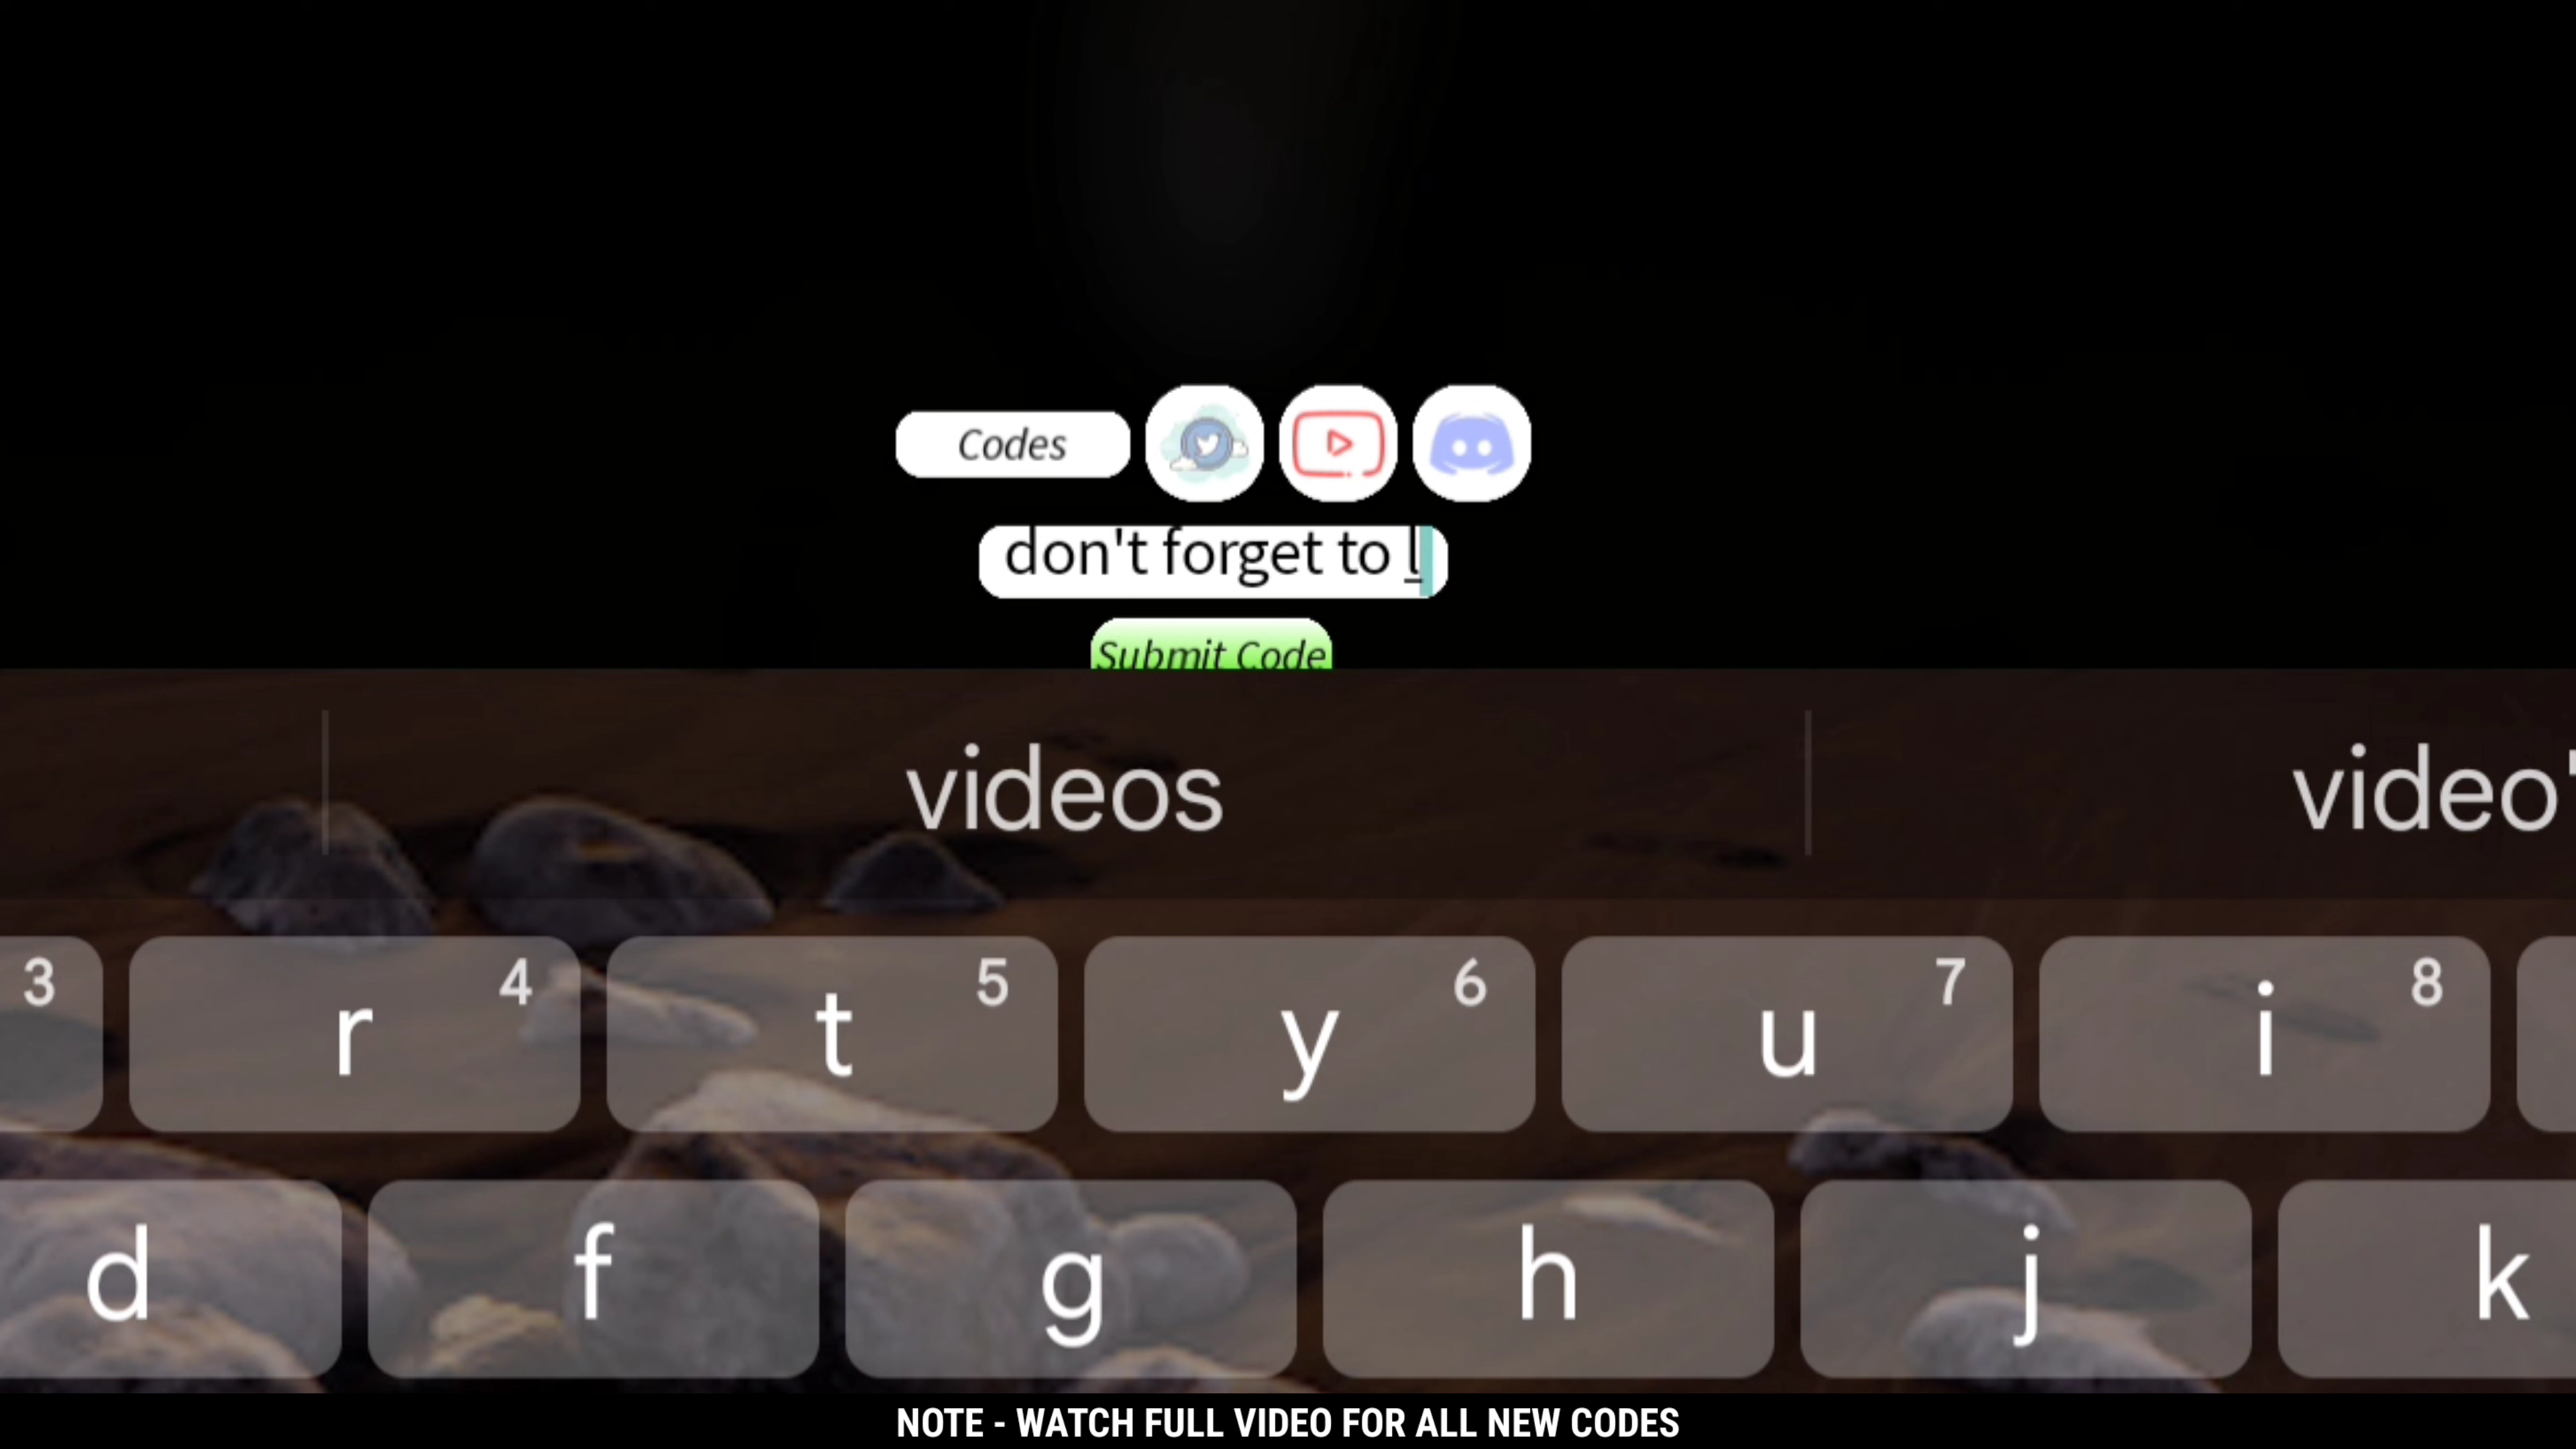 Codes
don't forget to l
Submit Code
videos
video'
3
r 4
t 5
y 6
u 7
i 8
d
f
g
h
j
k
NOTE - WATCH FULL VIDEO FOR ALL NEW CODES